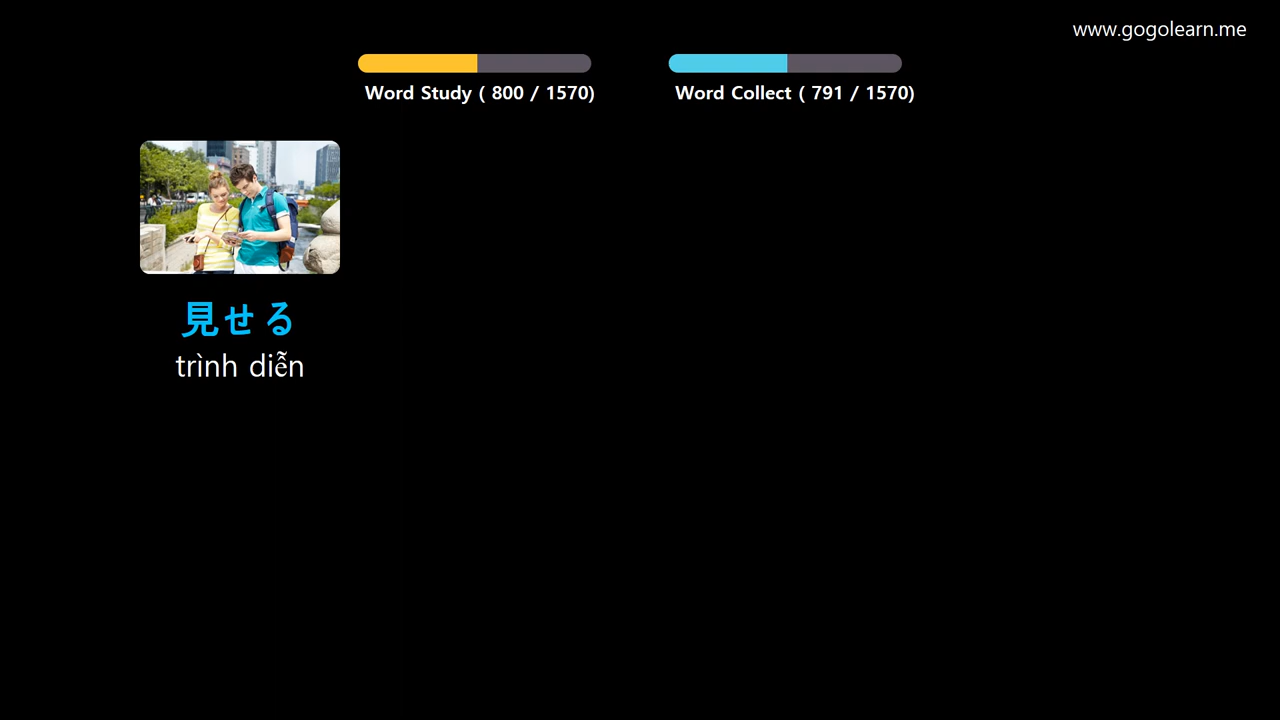 www.gogolearn.me
Word Study ( 800 / 1570)
Word Collect ( 791 / 1570)
見せる
trình diễn